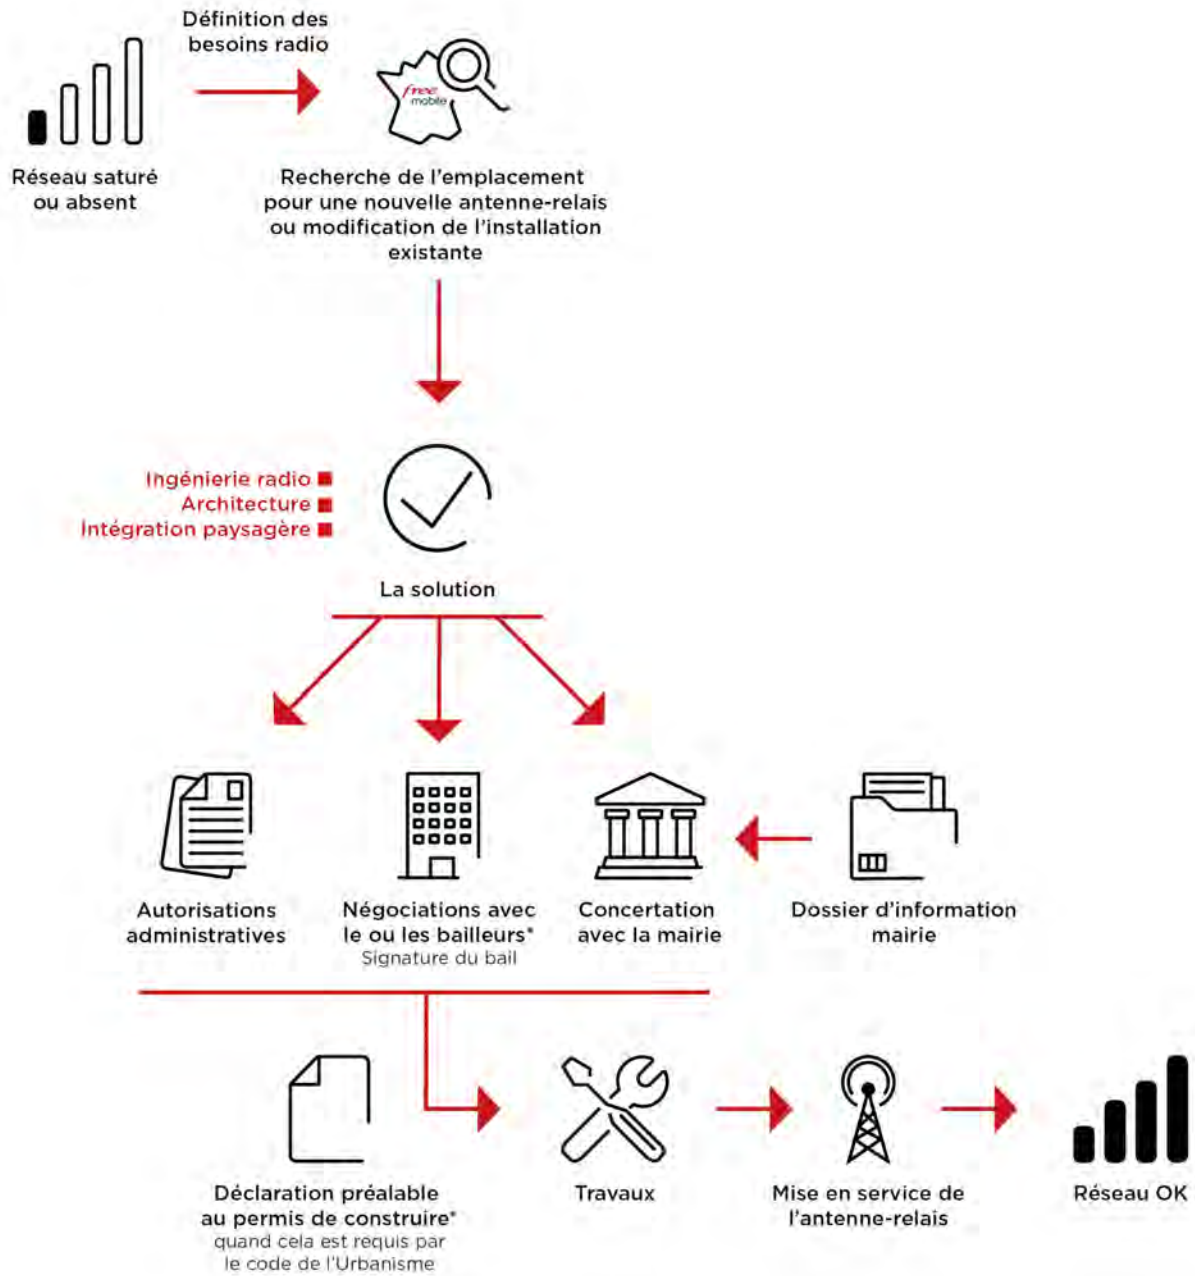 Définition des
besoins radio
free
mobile
Réseau saturé
ou absent
Recherche de l'emplacement
pour une nouvelle antenne-relais
ou modification de l'installation
existante
Ingénierie radio
Architecture
Intégration paysagère
La solution
Autorisations
administratives
Négociations avec
le ou les bailleurs*
Signature du bail
Concertation
avec la mairie
Dossier d'information
mairie
Déclaration préalable
au permis de construire*
quand cela est requis par
le code de l'Urbanisme
Travaux
Mise en service de
l'antenne-relais
Réseau OK